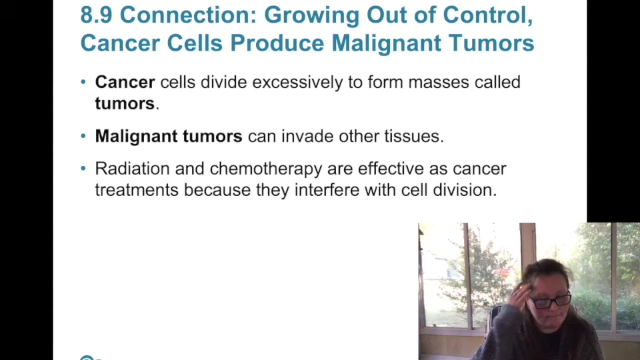 8.9 Connection: Growing Out of Control,
Cancer Cells Produce Malignant Tumors
• Cancer cells divide excessively to form masses called
tumors.
• Malignant tumors can invade other tissues.
• Radiation and chemotherapy are effective as cancer
treatments because they interfere with cell division.